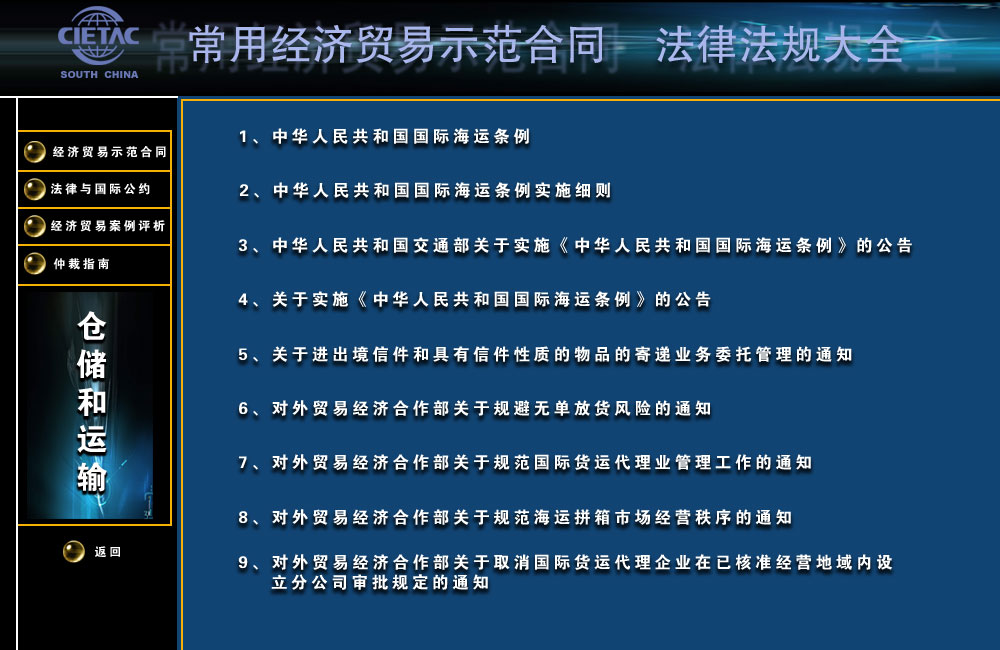 CIETAC
SOUTH CHINA
常用经济贸易示范合同 法律法规大全
经济贸易示范合同
法律与国际公约
经济贸易案例评析
仲裁指南
仓储和运输
返回
1、中华人民共和国国际海运条例
2、中华人民共和国国际海运条例实施细则
3、中华人民共和国交通部关于实施《中华人民共和国国际海运条例》的公告
4、关于实施《中华人民共和国国际海运条例》的公告
5、关于进出境信件和具有信件性质的物品的寄递业务委托管理的通知
6、对外贸易经济合作部关于规避无单放货风险的通知
7、对外贸易经济合作部关于规范国际货运代理业管理工作的通知
8、对外贸易经济合作部关于规范海运拼箱市场经营秩序的通知
9、对外贸易经济合作部关于取消国际货运代理企业在已核准经营地域内设
立分公司审批规定的通知